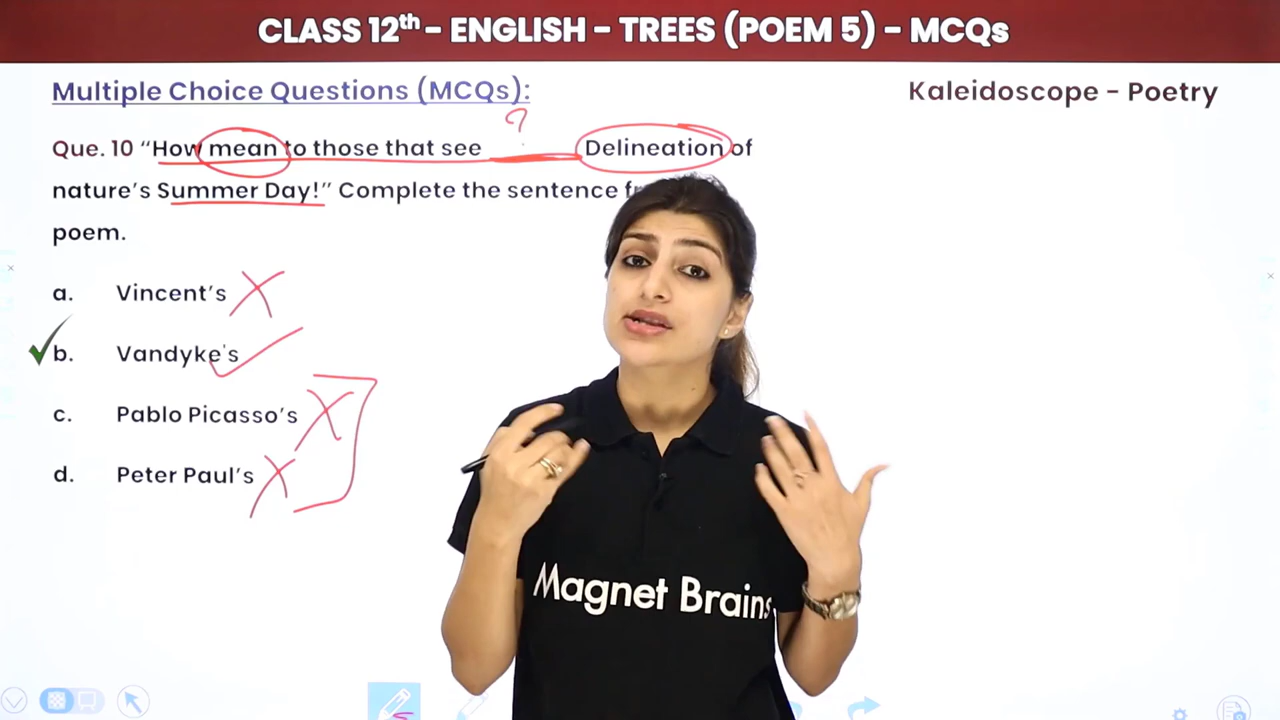 CLASS 12th - ENGLISH - TREES (POEM 5) - MCQs
Multiple Choice Questions (MCQs):
Kaleidoscope - Poetry
?
Que. 10 “How mean to those that see ______ Delineation of
nature’s Summer Day!” Complete the sentence
poem.
a. Vincent’s
b. Vandyke's
c. Pablo Picasso’s
d. Peter Paul’s
Magnet Brains